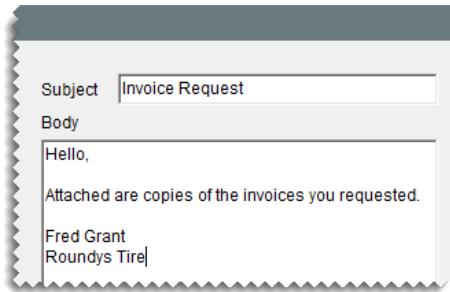 Subject Invoice Request
Body
Hello,
Attached are copies of the invoices you requested.
Fred Grant
Roundys Tire